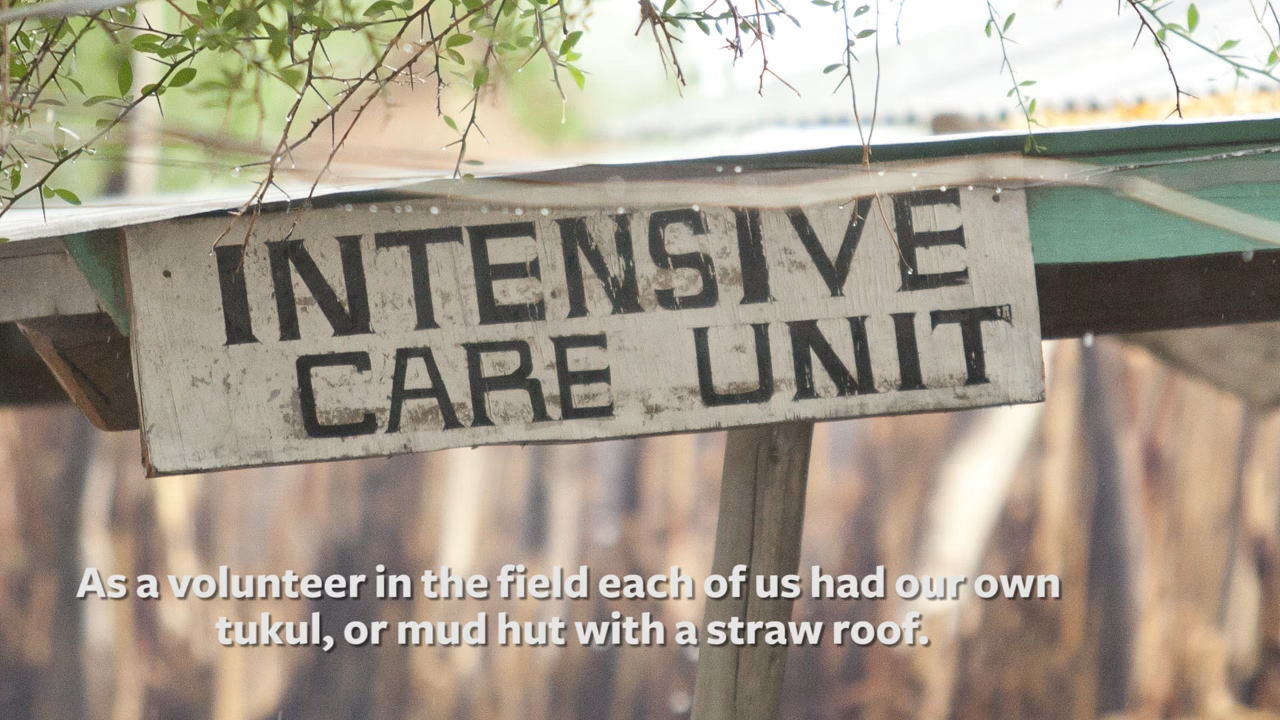 INTENSIVE
CARE UNIT
As a volunteer in the field each of us had our own
tukul, or mud hut with a straw roof.